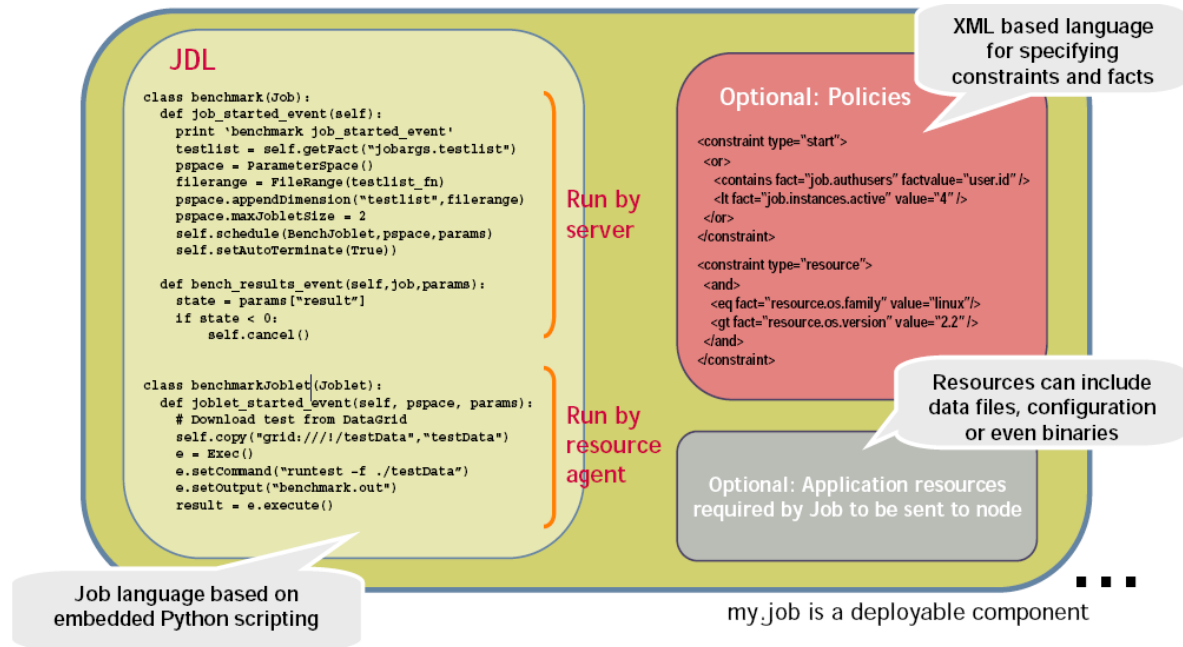 JDL
class benchmark(Job):
def job_started_event(self):
print ‘benchmark job_started_event'
testlist = self.getFact(“jobargs.testlist")
pspace = ParameterSpace()
filerange = FileRange(testlist_fn)
pspace.appendDimension(“testlist",filerange)
pspace.maxJobletSize = 2
self.schedule(BenchJoblet,pspace,params)
self.setAutoTerminate(True))
def bench_results_event(self,job,params):
state = params[“result”]
if state < 0:
self.cancel()
class benchmarkJoblet(Joblet):
def joblet_started_event(self, pspace, params):
# Download test from DataGrid
self.copy("grid:///!/testData",“testData")
e = Exec()
e.setCommand(“runtest -f ./testData”)
e.setOutput(“benchmark.out")
result = e.execute()
Run by
server
Run by
resource
agent
Job language based on
embedded Python scripting
XML based language
for specifying
constraints and facts
Optional: Policies
<constraint type="start">
<or>
<contains fact="job.authusers" factvalue="user.id" />
<lt fact="job.instances.active" value="4" />
</or>
</constraint>
<constraint type="resource">
<and>
<eq fact="resource.os.family" value="linux"/>
<gt fact="resource.os.version" value="2.2" />
</and>
</constraint>
Resources can include
data files, configuration
or even binaries
Optional: Application resources
required by Job to be sent to node
...
my.job is a deployable component